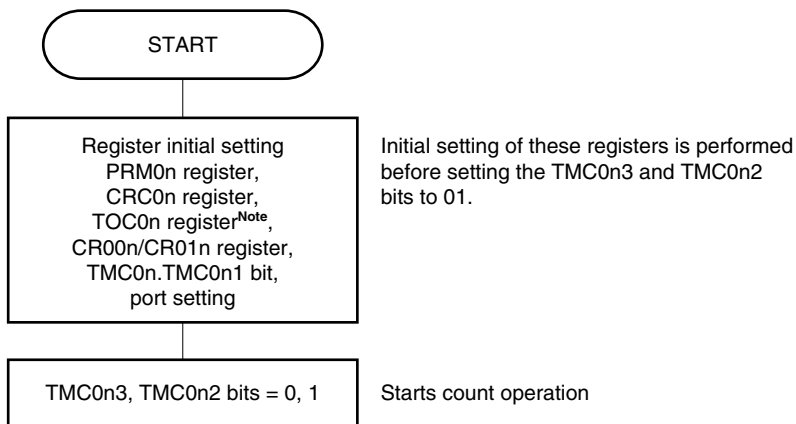 START
Register initial setting
PRM0n register,
CRC0n register,
TOC0n registerNote,
CR00n/CR01n register,
TMC0n.TMC0n1 bit,
port setting
Initial setting of these registers is performed
before setting the TMC0n3 and TMC0n2
bits to 01.
TMC0n3, TMC0n2 bits = 0, 1
Starts count operation